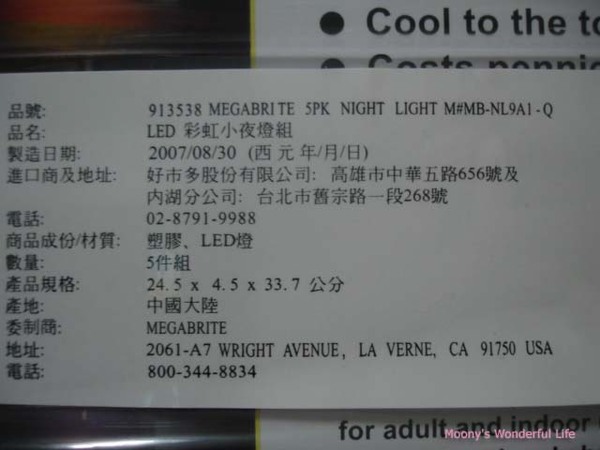 Cool to the to
Costs pennie
品號: 913538 MEGABRITE 5PK NIGHT LIGHT M#MB-NL9A1-Q
品名: LED 彩虹小夜燈組
製造日期: 2007/08/30 (西元年/月/日)
進口商及地址: 好市多股份有限公司: 高雄市中華五路656號及
內湖分公司: 台北市舊宗路一段268號
電話: 02-8791-9988
商品成份/材質: 塑膠、LED燈
數量: 5件組
產品規格: 24.5 x 4.5 x 33.7 公分
產地: 中國大陸
委制商: MEGABRITE
地址: 2061-A7 WRIGHT AVENUE, LA VERNE, CA 91750 USA
電話: 800-344-8834
for adult and indoor
Moony's Wonderful Life